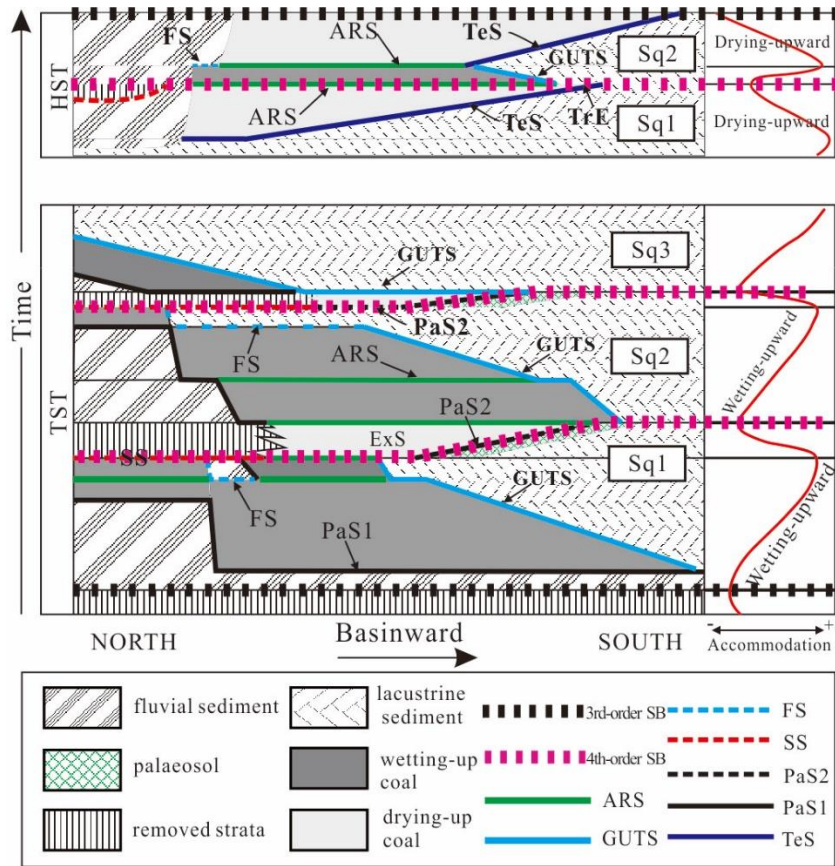 FS
ARS
TeS
GUTS
Sq2
Drying-upward
HST
ARS
TeS
TrE
Sq1
Drying-upward
Time
GUTS
Sq3
PaS2
FS
ARS
GUTS
Sq2
Wetting-upward
TST
PaS2
ExS
SS
Sq1
FS
GUTS
PaS1
Wetting-upward
NORTH
Basinward
SOUTH
- +
Accommodation
fluvial sediment
lacustrine
sediment
3rd-order SB
FS
SS
palaeosol
wetting-up
coal
4th-order SB
PaS2
ARS
PaS1
removed strata
drying-up
coal
GUTS
TeS